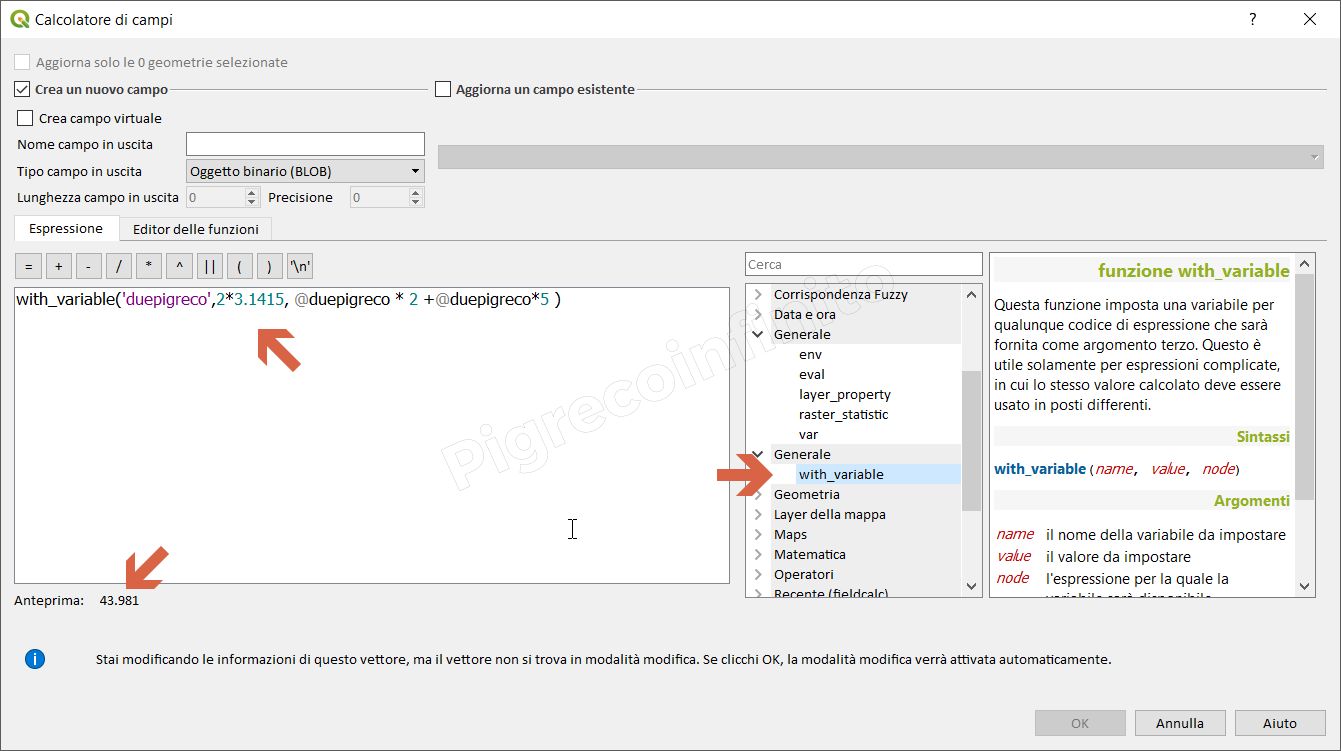 Calcolatore di campi
?
Aggiorna solo le 0 geometrie selezionate
Crea un nuovo campo
Aggiorna un campo esistente
Crea campo virtuale
Nome campo in uscita
Tipo campo in uscita Oggetto binario (BLOB)
Lunghezza campo in uscita 0 Precisione 0
Espressione Editor delle funzioni
= + - / * ^ || ( ) '\n'
with_variable('duepigreco',2*3.1415, @duepigreco * 2 +@duepigreco*5 )
Anteprima: 43.981
Cerca
Corrispondenza Fuzzy
Data e ora
Generale
env
eval
layer_property
raster_statistic
var
Generale
with_variable
Geometria
Layer della mappa
Maps
Matematica
Operatori
Recente (fieldcalc)
funzione with_variable
Questa funzione imposta una variabile per
qualunque codice di espressione che sarà
fornita come argomento terzo. Questo è
utile solamente per espressioni complicate,
in cui lo stesso valore calcolato deve essere
usato in posti differenti.
Sintassi
with_variable(name, value, node)
Argomenti
name il nome della variabile da impostare
value il valore da impostare
node l'espressione per la quale la
variabile sarà disponibile
Pigrecoinfinito
Stai modificando le informazioni di questo vettore, ma il vettore non si trova in modalità modifica. Se clicchi OK, la modalità modifica verrà attivata automaticamente.
OK Annulla Aiuto